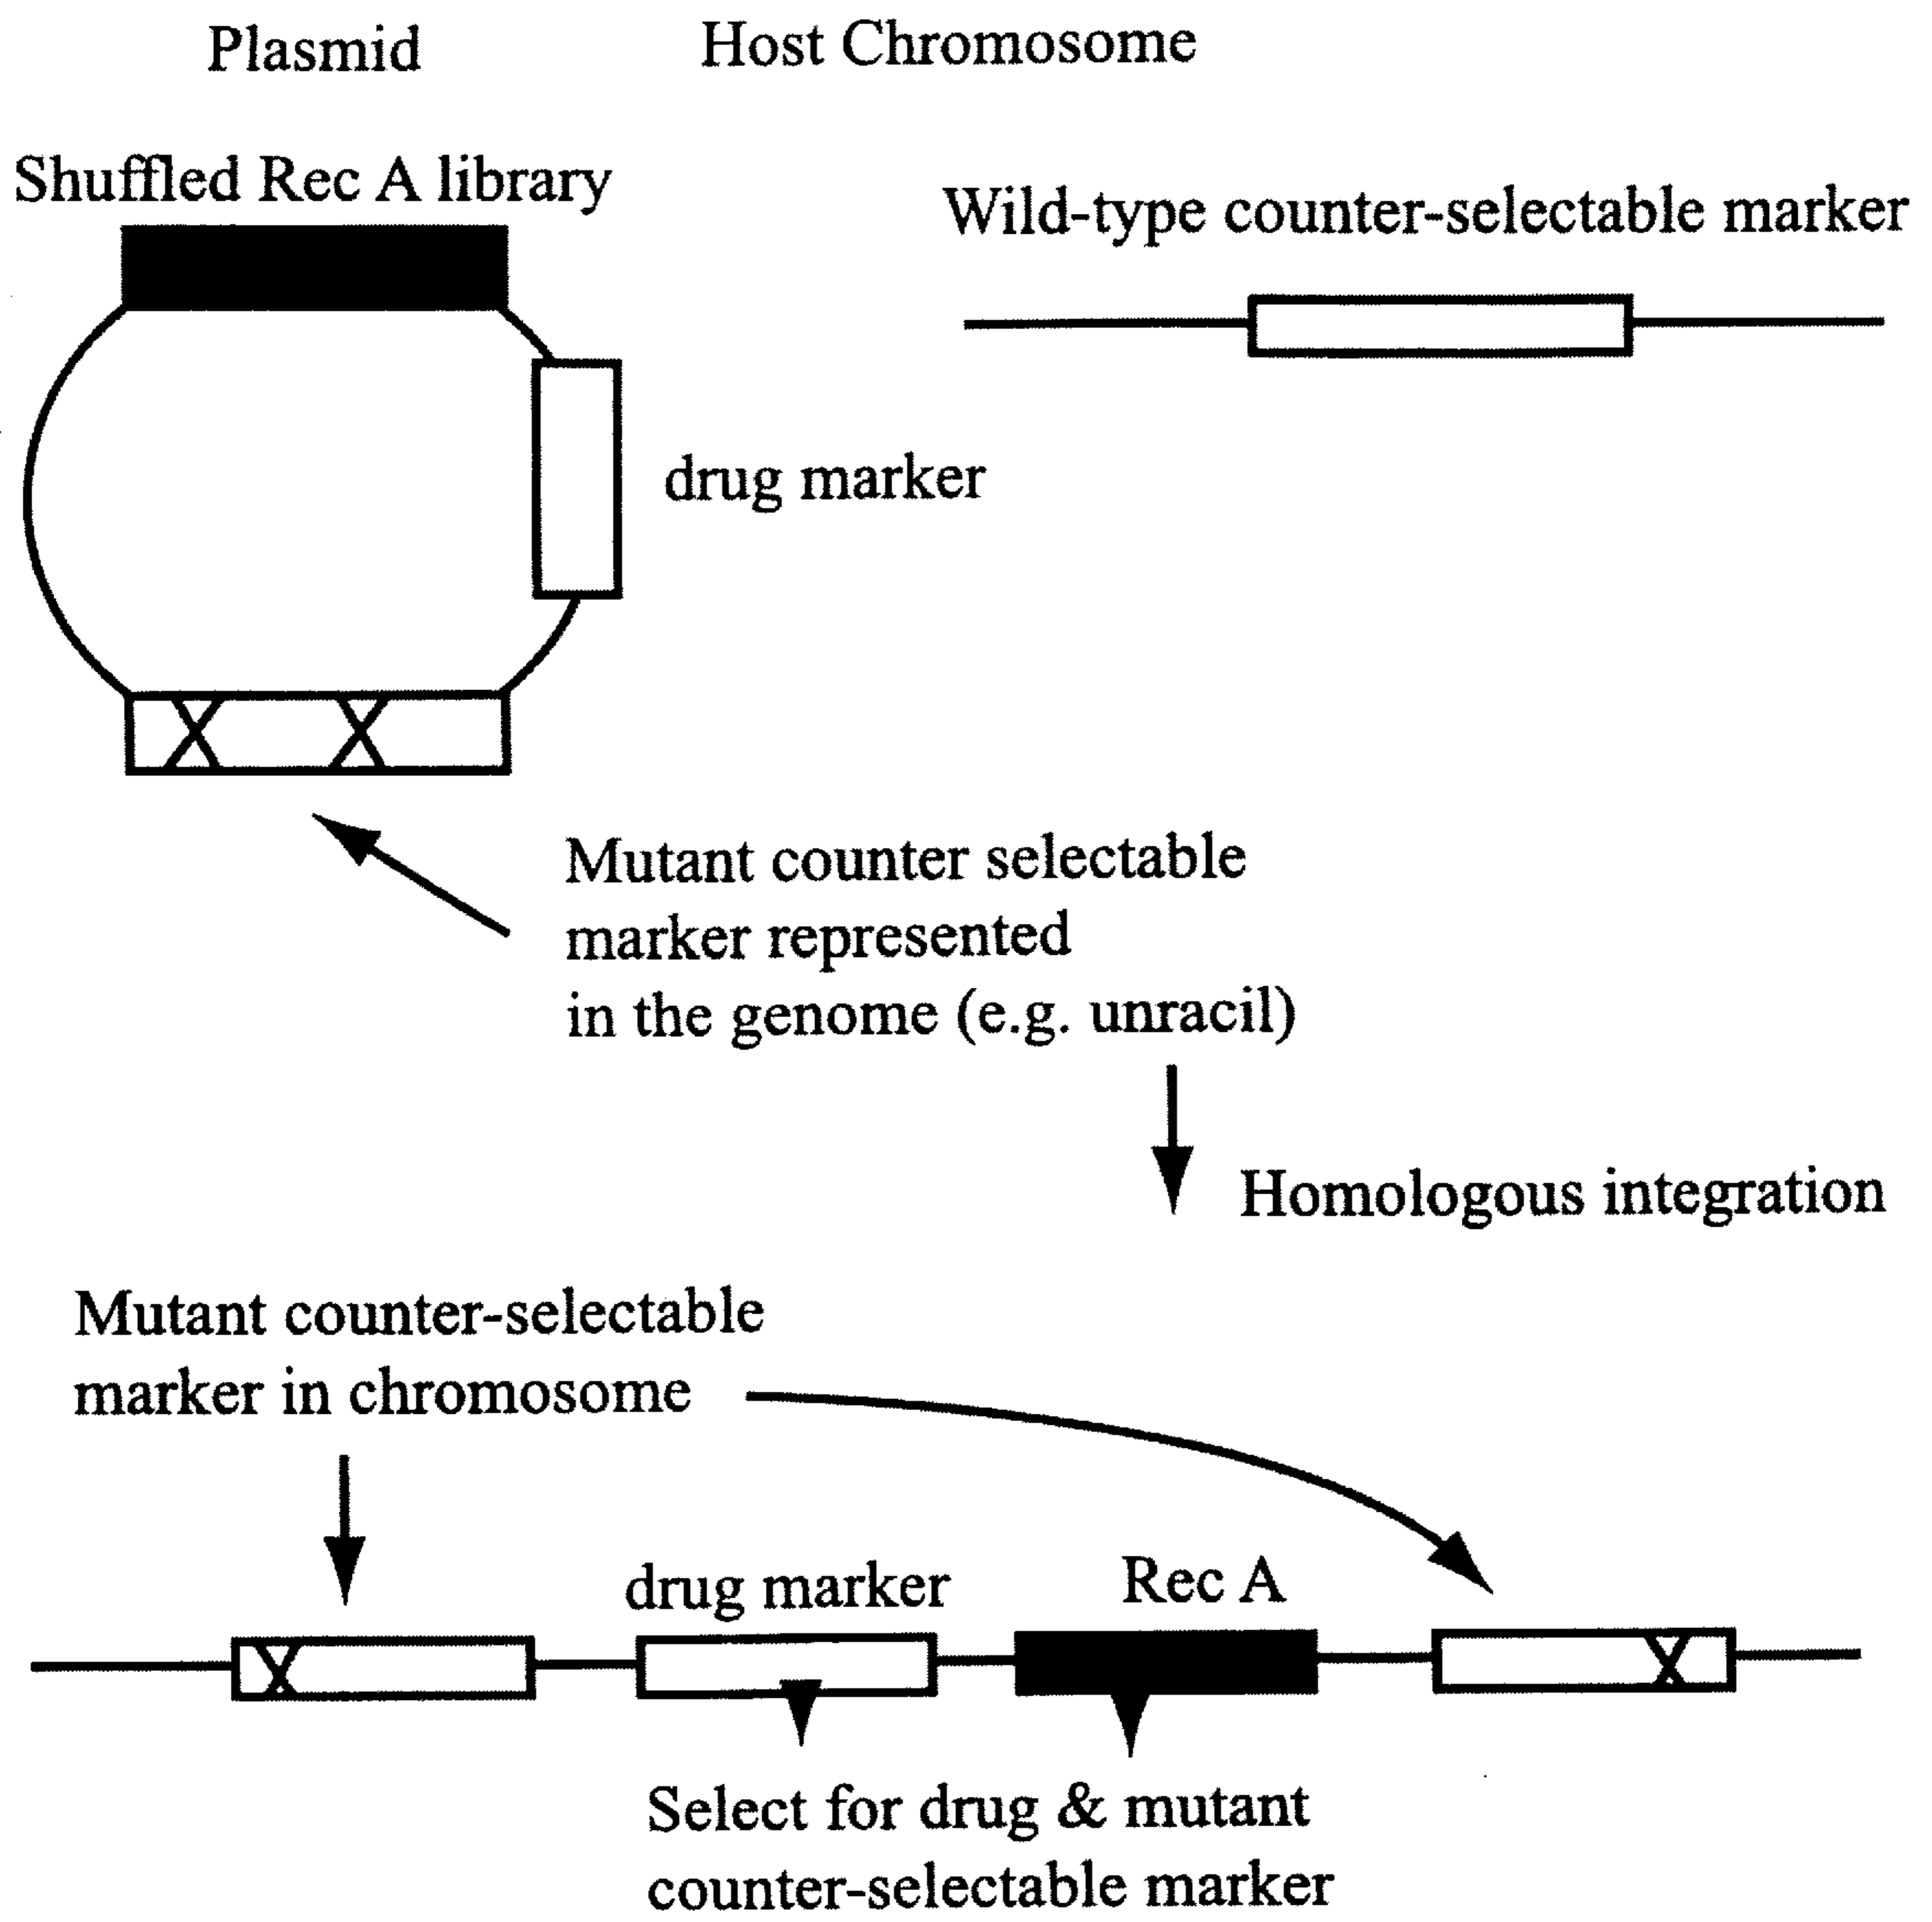 Plasmid
Host Chromosome
Shuffled Rec A library
Wild-type counter-selectable marker
drug marker
Mutant counter selectable
marker represented
in the genome (e.g. unracil)
Homologous integration
Mutant counter-selectable
marker in chromosome
drug marker
Rec A
Select for drug & mutant
counter-selectable marker